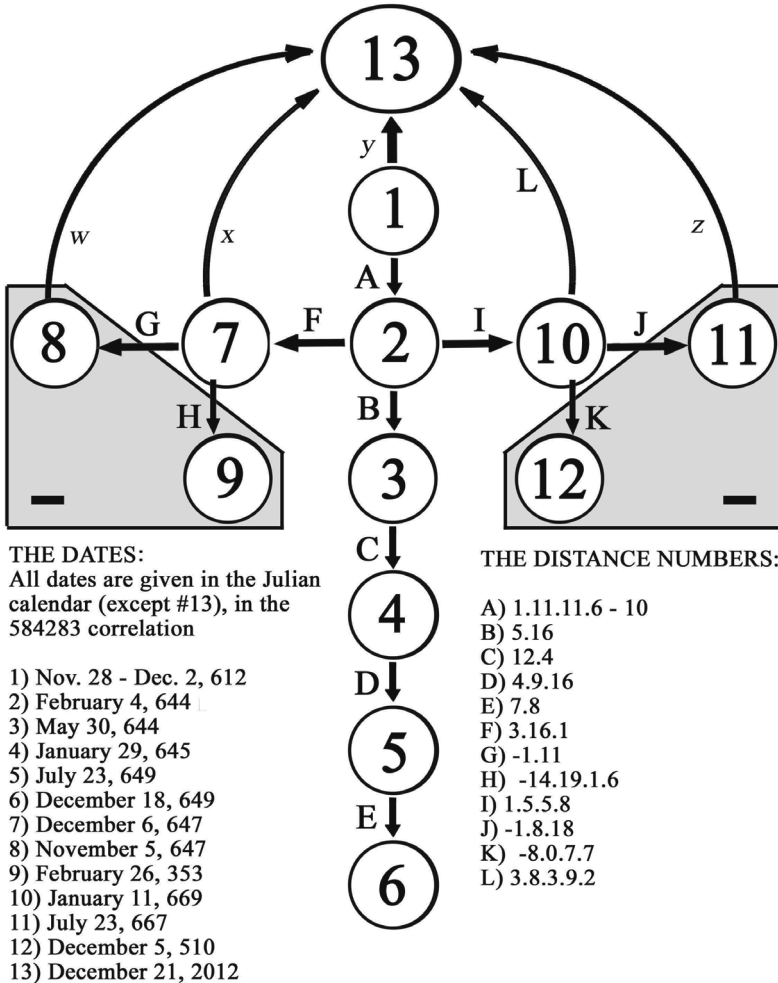 13
y
w
x
L
z
1
A
8
G
7
F
2
I
10
J
11
H
B
K
9
3
12
C
4
D
5
E
6
THE DATES:
All dates are given in the Julian
calendar (except #13), in the
584283 correlation
1) Nov. 28 - Dec. 2, 612
2) February 4, 644
3) May 30, 644
4) January 29, 645
5) July 23, 649
6) December 18, 649
7) December 6, 647
8) November 5, 647
9) February 26, 353
10) January 11, 669
11) July 23, 667
12) December 5, 510
13) December 21, 2012
THE DISTANCE NUMBERS:
A) 1.11.11.6 - 10
B) 5.16
C) 12.4
D) 4.9.16
E) 7.8
F) 3.16.1
G) -1.11
H) -14.19.1.6
I) 1.5.5.8
J) -1.8.18
K) -8.0.7.7
L) 3.8.3.9.2